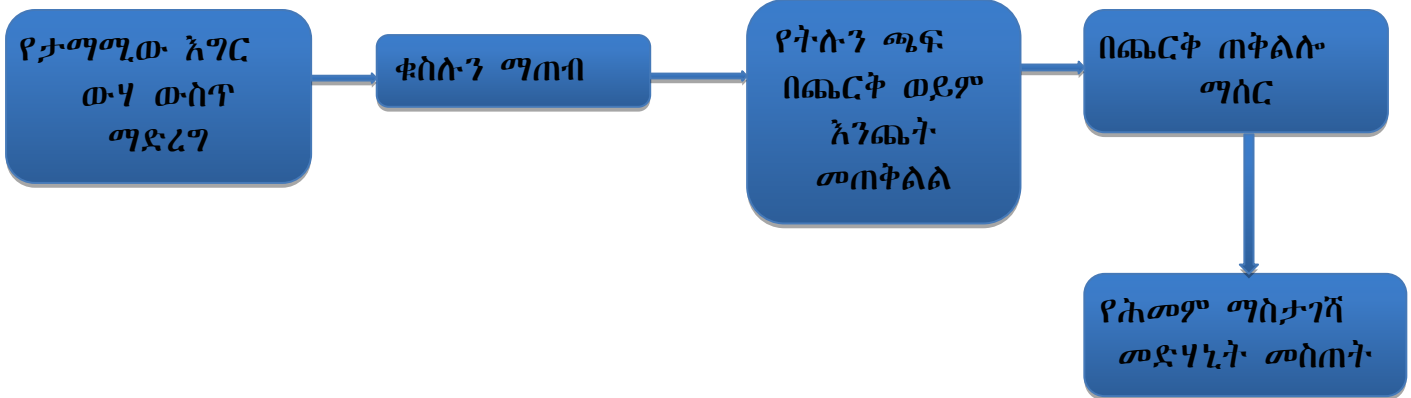 የታማሚው እግር
ውሃ ውስጥ
ማድረግ
ቁስሉን ማጠብ
የትሉን ጫፍ
በጨርቅ ወይም
እንጨት
መጠቅልል
በጨርቅ ጠቅልሎ
ማሰር
የሕመም ማስታገሻ
መድሃኒት መስጠት